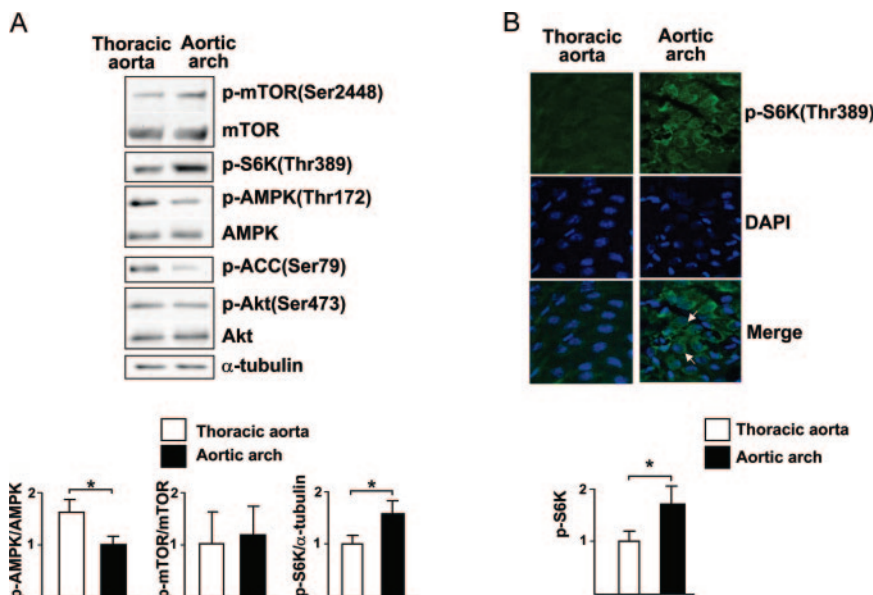 A
Thoracic aorta
Aortic arch
p-mTOR(Ser2448)
mTOR
p-S6K(Thr389)
p-AMPK(Thr172)
AMPK
p-ACC(Ser79)
p-Akt(Ser473)
Akt
α-tubulin
Thoracic aorta
Aortic arch
p-AMPK/AMPK
2
1
*
p-mTOR/mTOR
2
1
p-S6K/α-tubulin
2
1
*
B
Thoracic aorta
Aortic arch
p-S6K(Thr389)
DAPI
Merge
Thoracic aorta
Aortic arch
p-S6K
2
1
*